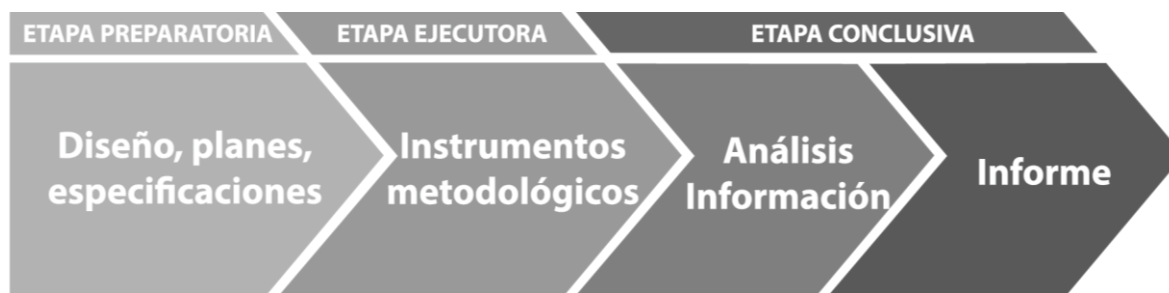 ETAPA PREPARATORIA
ETAPA EJECUTORA
ETAPA CONCLUSIVA
Diseño, planes,
especificaciones
Instrumentos
metodológicos
Análisis
Información
Informe